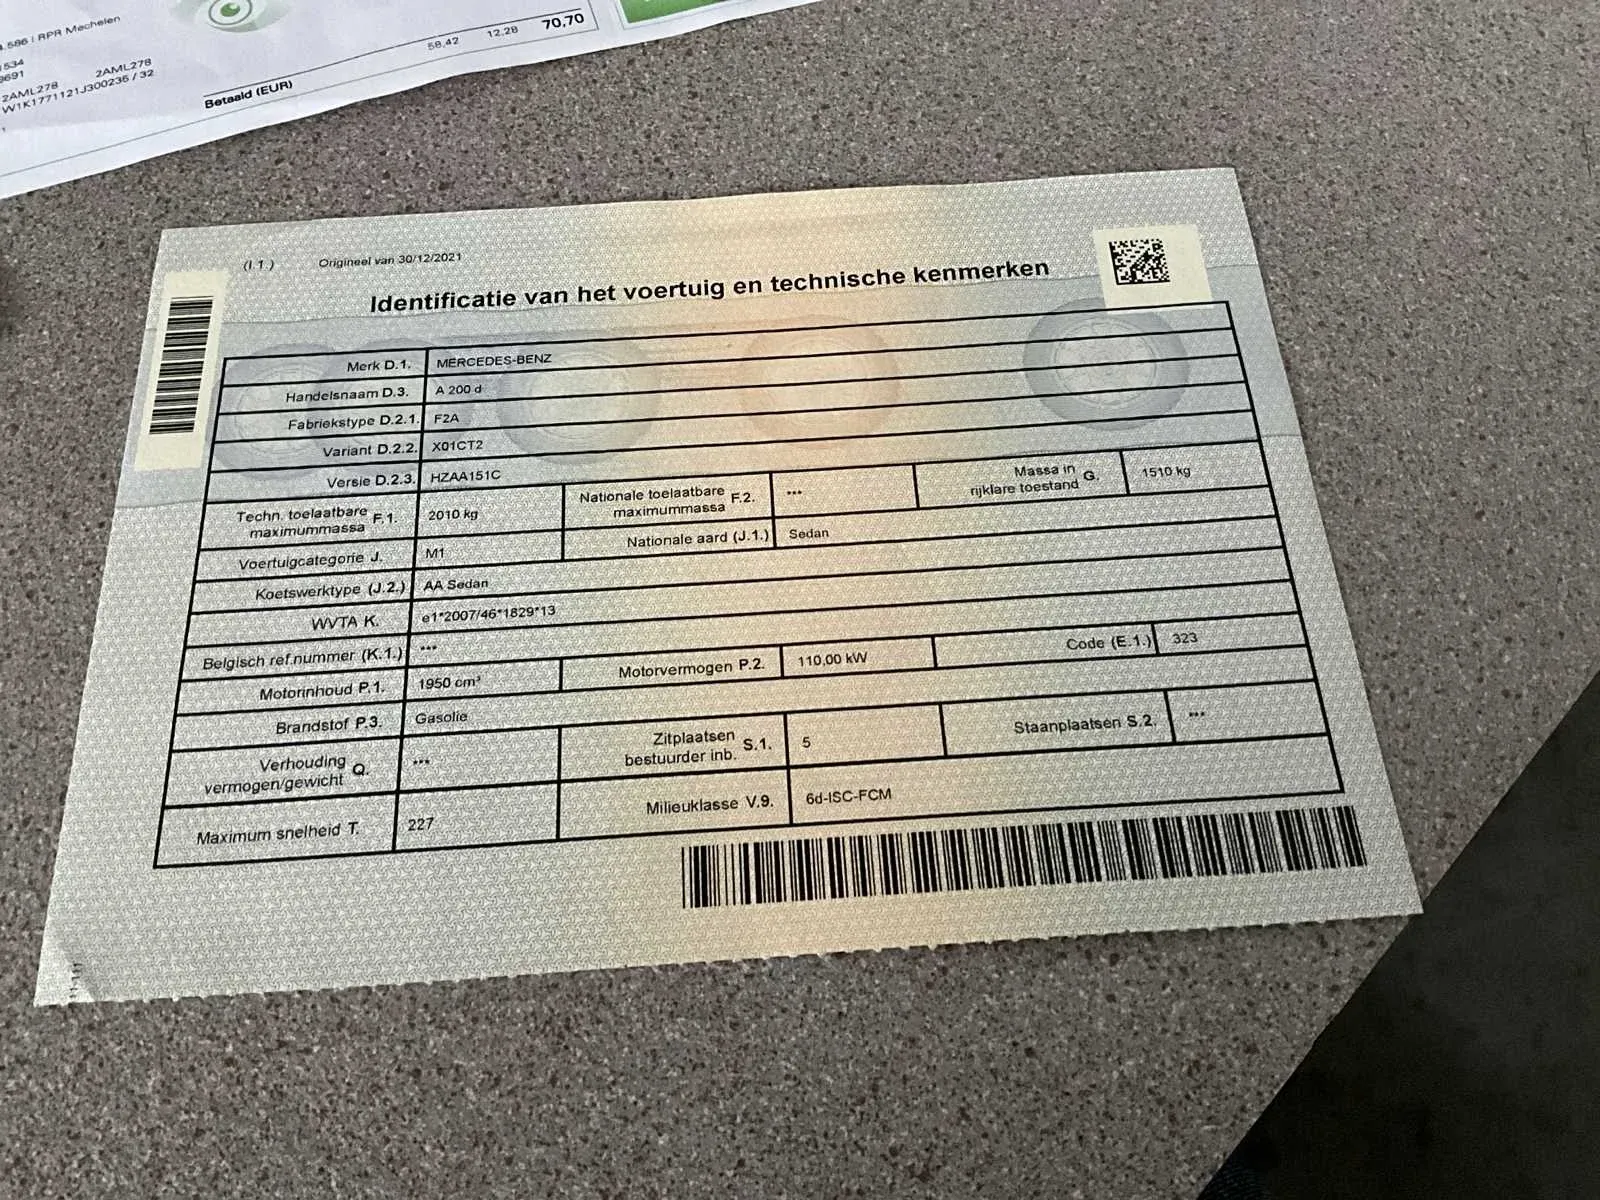 .586 | RPR Mechelen
534
9691
2AML278 2AML278
W1K1771121J300235 / 32
Betaald (EUR) 58,42 12,28 70,70
(I.1.) Origineel van 30/12/2021
Identificatie van het voertuig en technische kenmerken
Merk D.1. MERCEDES-BENZ
Handelsnaam D.3. A 200 d
Fabriekstype D.2.1. F2A
Variant D.2.2. X01CT2
Versie D.2.3. HZAA151C
Techn. toelaatbare maximummassa F.1. 2010 kg Nationale toelaatbare maximummassa F.2. *** Massa in rijklare toestand G. 1510 kg
Voertuigcategorie J. M1 Nationale aard (J.1.) Sedan
Koetswerktype (J.2.) AA Sedan
WVTA K. e1*2007/46*1829*13
Belgisch ref.nummer (K.1.) ***
Motorinhoud P.1. 1950 cm³ Motorvermogen P.2. 110,00 kW Code (E.1.) 323
Brandstof P.3. Gasolie
Verhouding vermogen/gewicht Q. *** Zitplaatsen bestuurder inb. S.1. 5 Staanplaatsen S.2. ***
Maximum snelheid T. 227 Milieuklasse V.9. 6d-ISC-FCM